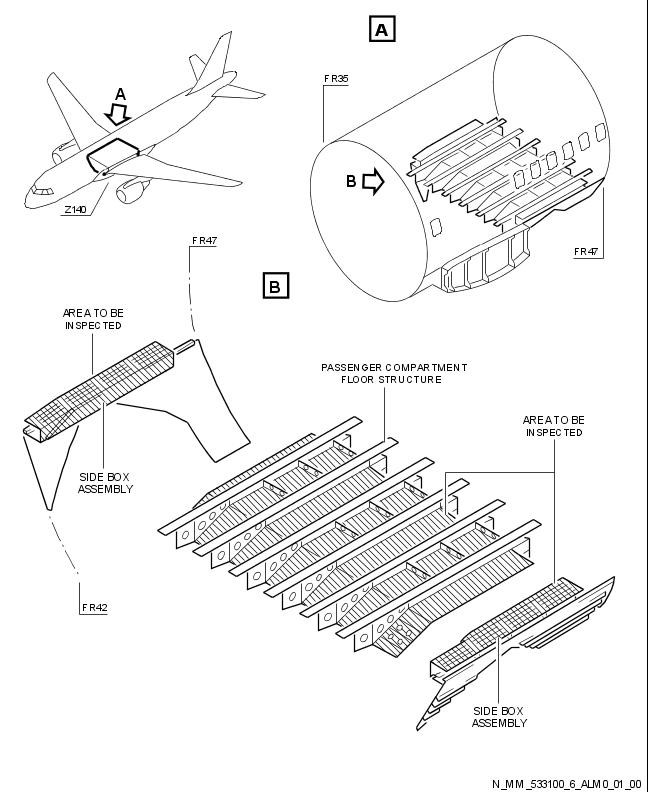 A
FR35
A
B
Z140
FR47
FR47
B
AREA TO BE
INSPECTED
PASSENGER COMPARTMENT
FLOOR STRUCTURE
AREA TO BE
INSPECTED
SIDE BOX
ASSEMBLY
FR42
SIDE BOX
ASSEMBLY
N_MM_533100_6_ALM0_01_00